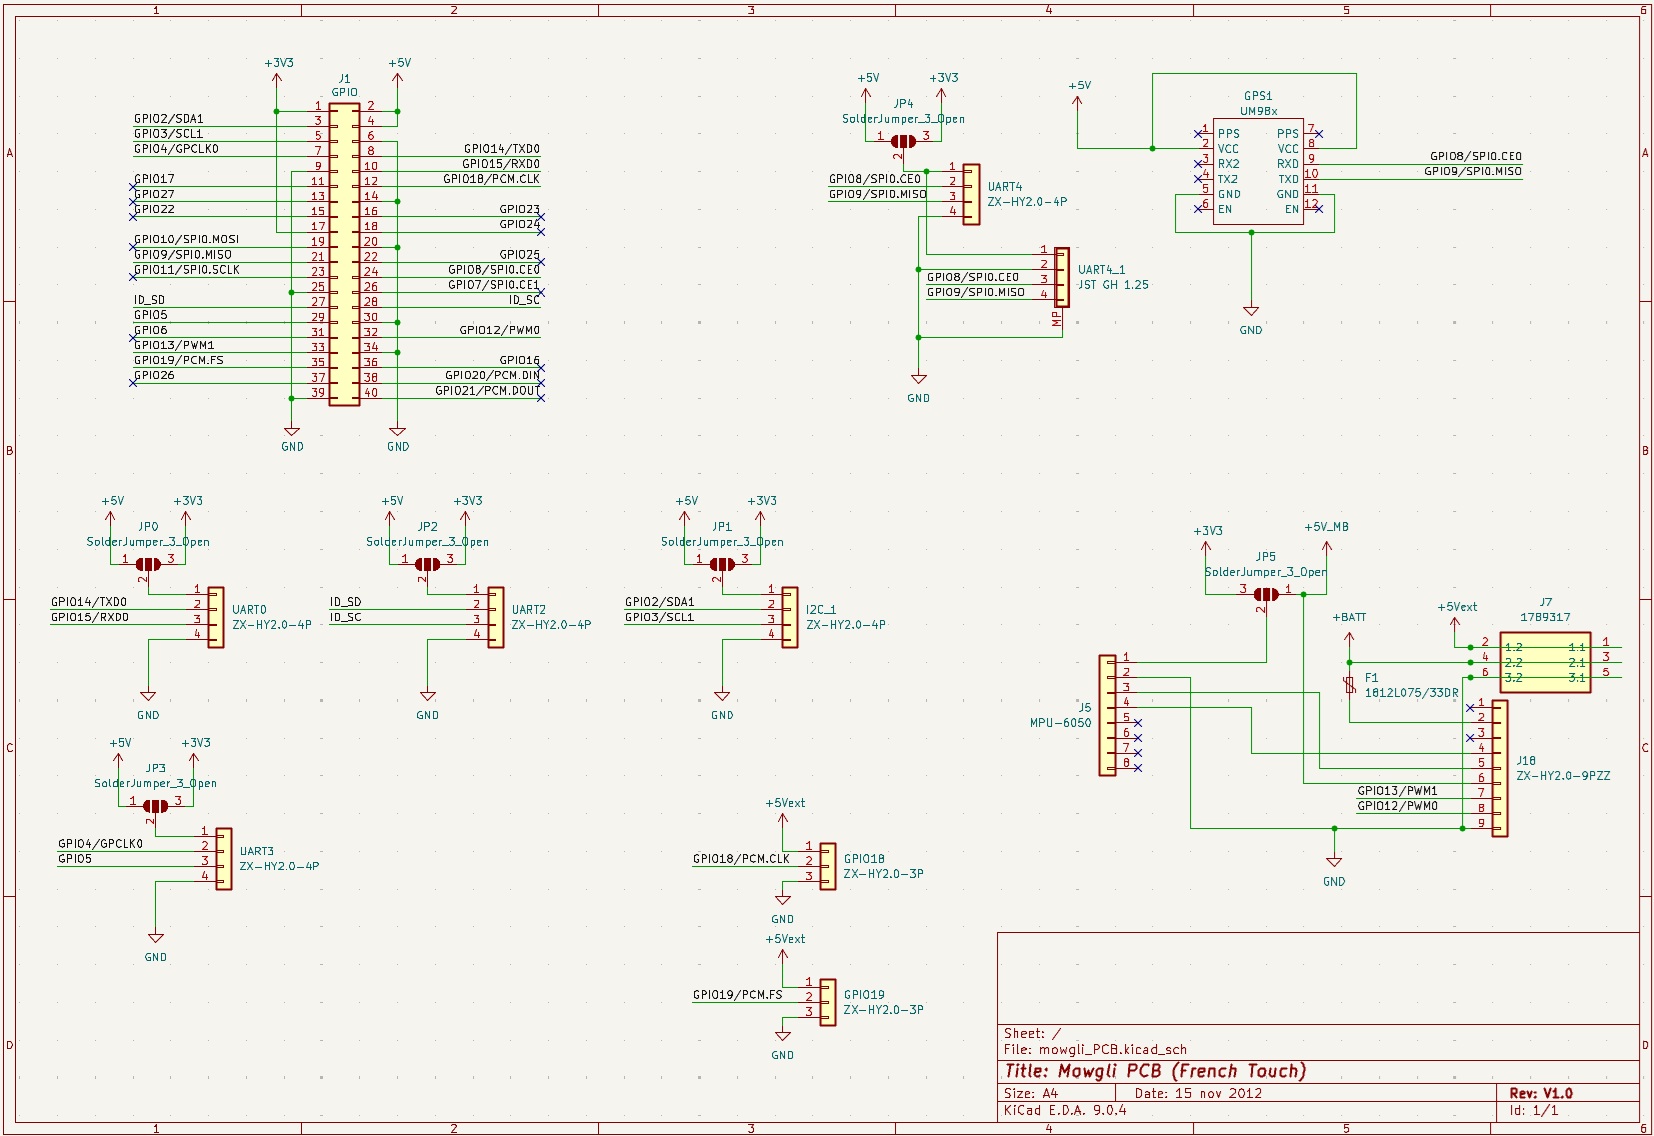 1 2 3 4 5 6
A A
B B
C C
D D
+3V3 +5V
J1
GPIO
1 2
GPIO2/SDA1 3 4
GPIO3/SCL1 5 6
GPIO4/GPCLK0 7 8 GPIO14/TXD0
9 10 GPIO15/RXD0
GPIO17 11 12 GPIO18/PCM.CLK
GPIO27 13 14
GPIO22 15 16 GPIO23
17 18 GPIO24
GPIO10/SPI0.MOSI 19 20
GPIO09/SPI0.MISO 21 22 GPIO25
GPIO11/SPI0.SCLK 23 24 GPIO8/SPI0.CE0
25 26 GPIO7/SPI0.CE1
ID_SD 27 28 ID_SC
GPIO5 29 30
GPIO6 31 32 GPIO12/PWM0
GPIO13/PWM1 33 34
GPIO19/PCM.FS 35 36 GPIO16
GPIO26 37 38 GPIO20/PCM.DIN
39 40 GPIO21/PCM.DOUT
GND GND
+5V +3V3
JP4
SolderJumper_3_Open
1 3
2
1
GPIO8/SPI0.CE0 2 UART4
GPIO9/SPI0.MISO 3 ZX-HY2.0-4P
4
1
2 UART4_1
GPIO8/SPI0.CE0 3 JST GH 1.25
GPIO9/SPI0.MISO 4
MP
GND
+5V
GPS1
UM98x
1 PPS PPS 7
2 VCC VCC 8
3 RX2 RXD 9 GPIO8/SPI0.CE0
4 TX2 TXD 10 GPIO9/SPI0.MISO
5 GND GND 11
6 EN EN 12
GND
+5V +3V3
JP0
SolderJumper_3_Open
1 3
2
1
GPIO14/TXD0 2 UART0
GPIO15/RXD0 3 ZX-HY2.0-4P
4
GND
+5V +3V3
JP2
SolderJumper_3_Open
1 3
2
1
ID_SD 2 UART2
ID_SC 3 ZX-HY2.0-4P
4
GND
+5V +3V3
JP1
SolderJumper_3_Open
1 3
2
1
GPIO2/SDA1 2 I2C_1
GPIO3/SCL1 3 ZX-HY2.0-4P
4
GND
+5V +3V3
JP3
SolderJumper_3_Open
1 3
2
1
GPIO4/GPCLK0 2 UART3
GPIO5 3 ZX-HY2.0-4P
4
GND
+5Vext
1
GPIO18/PCM.CLK 2 GPIO18
3 ZX-HY2.0-3P
GND
+5Vext
1
GPIO19/PCM.FS 2 GPIO19
3 ZX-HY2.0-3P
GND
+3V3 +5V_MB
JP5
SolderJumper_3_Open
3 1
2
J5
MPU-6050
1
2
3
4
5
6
7
8
+BATT
F1
1812L075/33DR
+5Vext
J7
1789317
2 1.2 1.1 1
4 2.2 2.1 3
6 3.2 3.1 5
1
2
3
4
5 J18
6 ZX-HY2.0-9PZZ
GPIO13/PWM1 7
GPIO12/PWM0 8
9
GND
Sheet: /
File: mowgli_PCB.kicad_sch
Title: Mowgli PCB (French Touch)
Size: A4 Date: 15 nov 2012 Rev: V1.0
KiCad E.D.A. 9.0.4 Id: 1/1
1 2 3 4 5 6